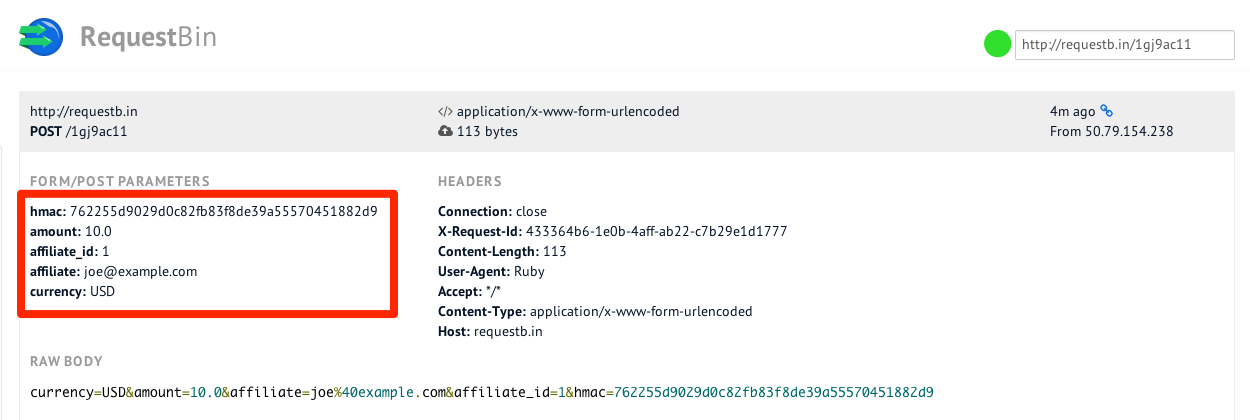 RequestBin
http://requestb.in/1gj9ac11
http://requestb.in
POST /1gj9ac11
</> application/x-www-form-urlencoded
113 bytes
4m ago
From 50.79.154.238
FORM/POST PARAMETERS
hmac: 762255d9029d0c82fb83f8de39a55570451882d9
amount: 10.0
affiliate_id: 1
affiliate: joe@example.com
currency: USD
HEADERS
Connection: close
X-Request-Id: 433364b6-1e0b-4aff-ab22-c7b29e1d1777
Content-Length: 113
User-Agent: Ruby
Accept: */*
Content-Type: application/x-www-form-urlencoded
Host: requestb.in
RAW BODY
currency=USD&amount=10.0&affiliate=joe%40example.com&affiliate_id=1&hmac=762255d9029d0c82fb83f8de39a55570451882d9